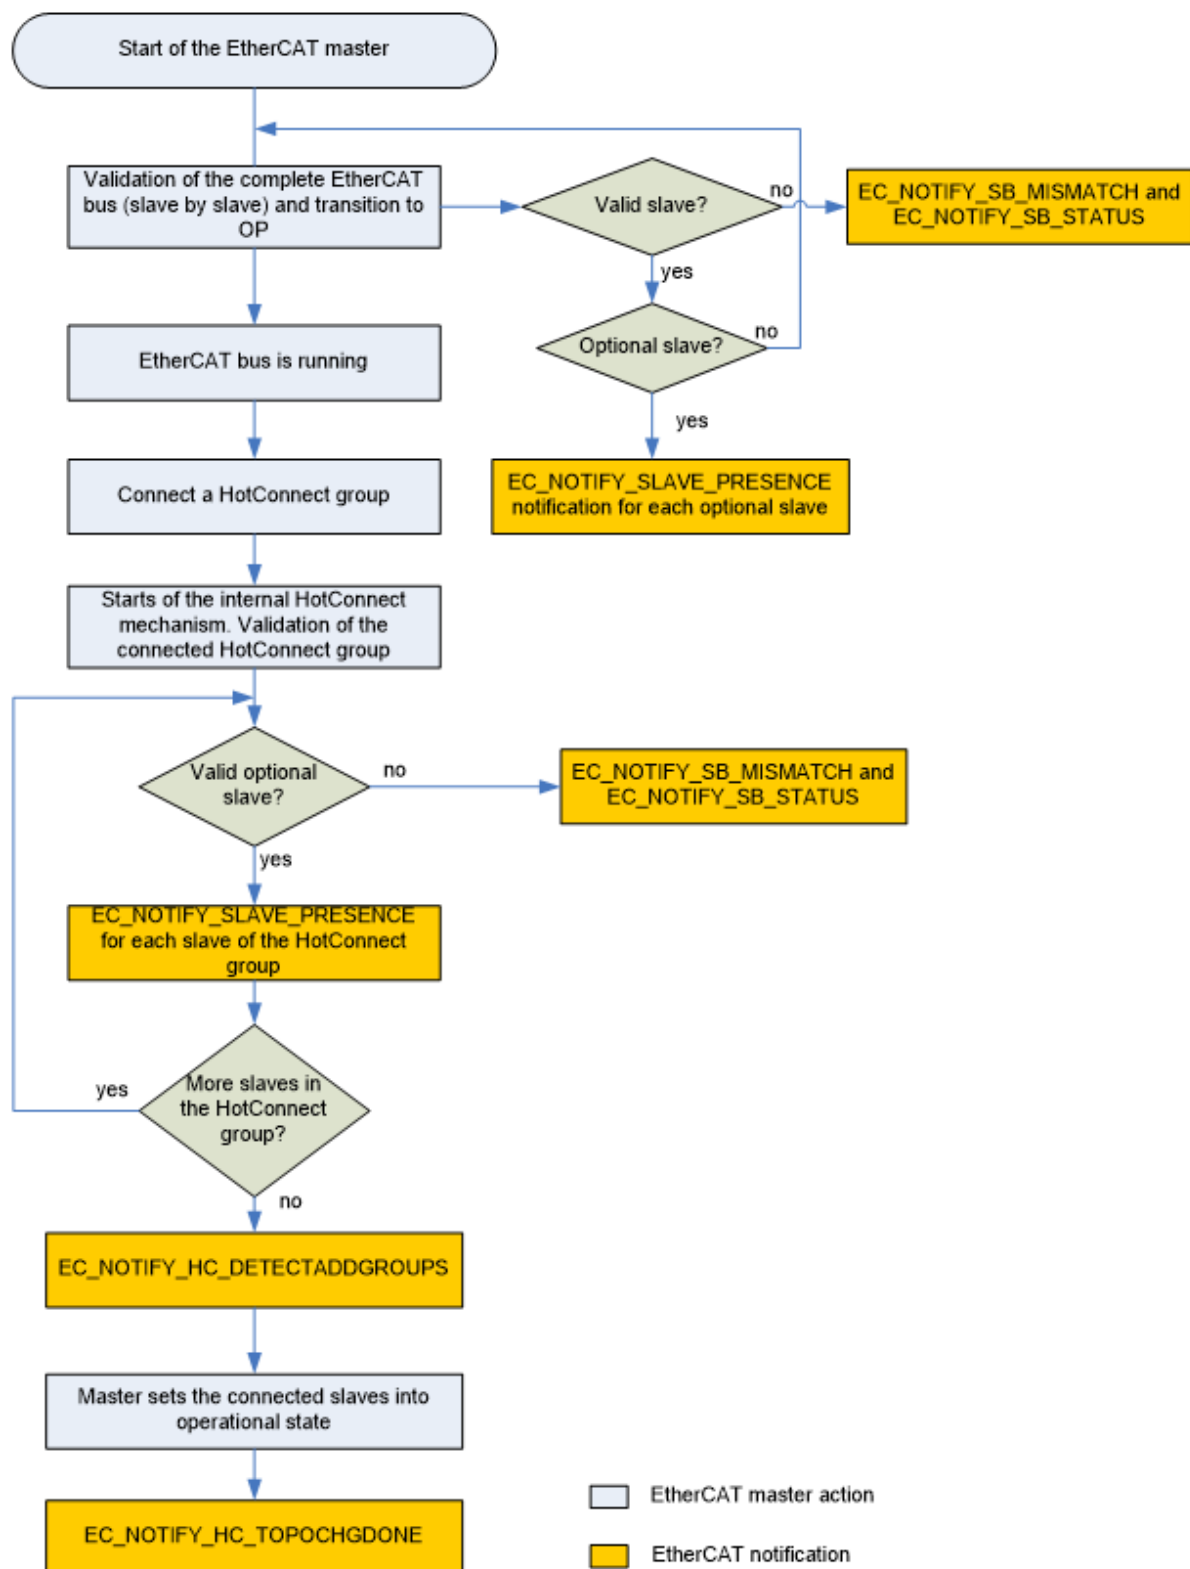 Start of the EtherCAT master
Validation of the complete EtherCAT
bus (slave by slave) and transition to
OP
Valid slave?
no
EC_NOTIFY_SB_MISMATCH and
EC_NOTIFY_SB_STATUS
yes
Optional slave?
no
EtherCAT bus is running
yes
EC_NOTIFY_SLAVE_PRESENCE
notification for each optional slave
Connect a HotConnect group
Starts of the internal HotConnect
mechanism. Validation of the
connected HotConnect group
Valid optional
slave?
no
EC_NOTIFY_SB_MISMATCH and
EC_NOTIFY_SB_STATUS
yes
EC_NOTIFY_SLAVE_PRESENCE
for each slave of the HotConnect
group
More slaves in
the HotConnect
group?
yes
no
EC_NOTIFY_HC_DETECTADDGROUPS
Master sets the connected slaves into
operational state
EC_NOTIFY_HC_TOPOCHGDONE
EtherCAT master action
EtherCAT notification